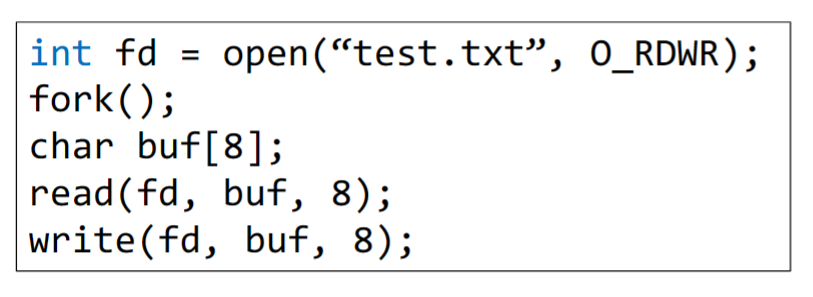 int fd = open(“test.txt”, O_RDWR);
fork();
char buf[8];
read(fd, buf, 8);
write(fd, buf, 8);